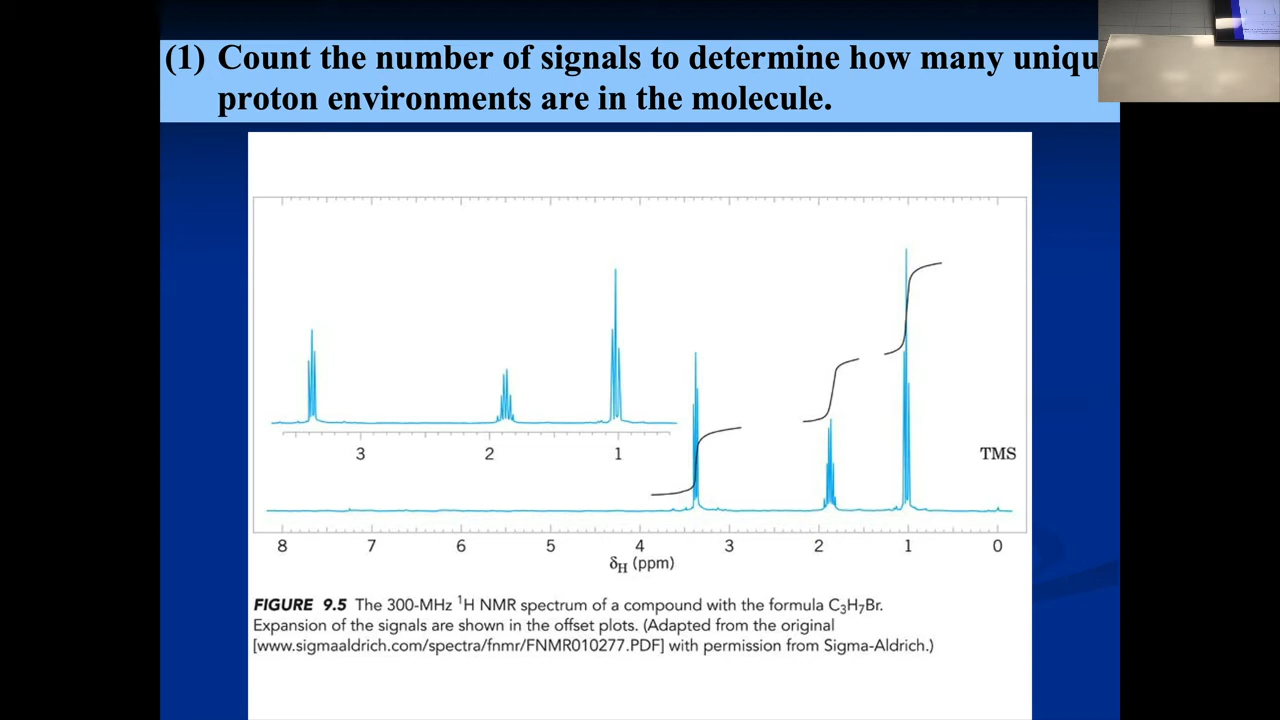 (1) Count the number of signals to determine how many uniqu
proton environments are in the molecule.
3 2 1
TMS
8 7 6 5 4 3 2 1 0
δH (ppm)
FIGURE 9.5 The 300-MHz ¹H NMR spectrum of a compound with the formula C₃H₇Br.
Expansion of the signals are shown in the offset plots. (Adapted from the original
[www.sigmaaldrich.com/spectra/fnmr/FNMR010277.PDF] with permission from Sigma-Aldrich.)